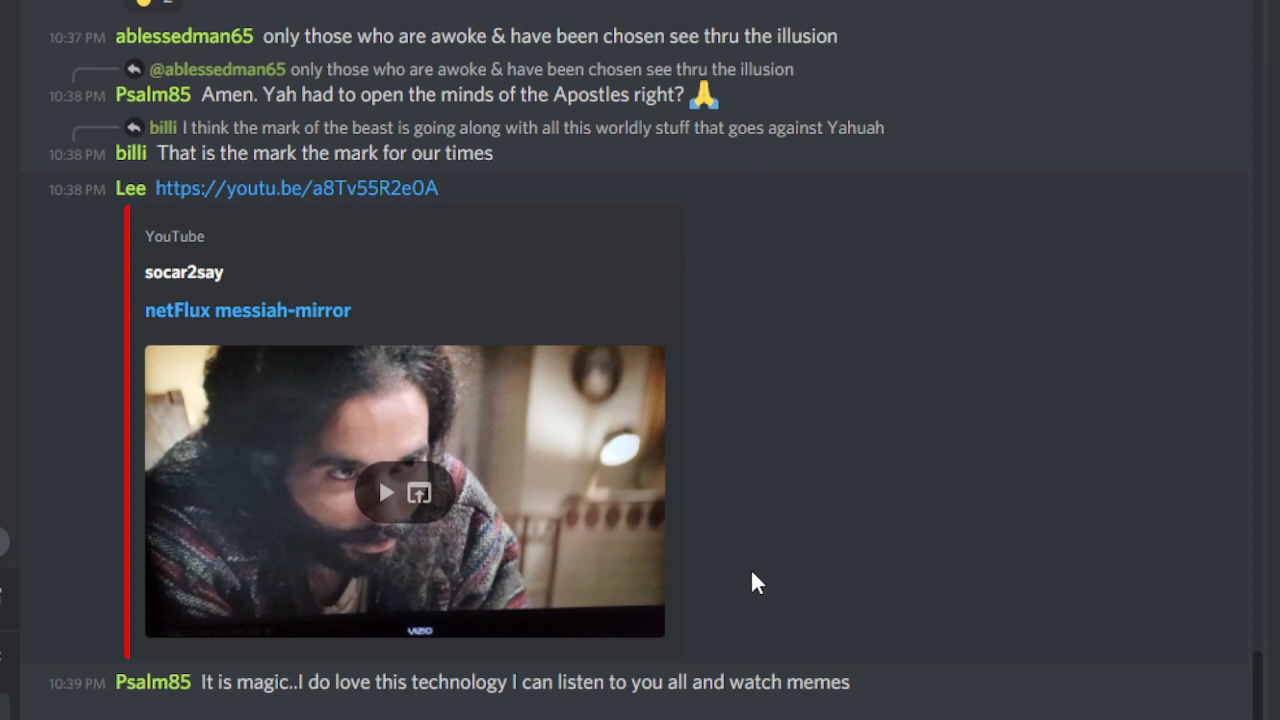 10:37 PM ablessedman65 only those who are awoke & have been chosen see thru the illusion
@ablessedman65 only those who are awoke & have been chosen see thru the illusion
10:38 PM Psalm85 Amen. Yah had to open the minds of the Apostles right? 🙏
billi I think the mark of the beast is going along with all this worldly stuff that goes against Yahuah
10:38 PM billi That is the mark the mark for our times
10:38 PM Lee https://youtu.be/a8Tv55R2e0A
YouTube
socar2say
netFlux messiah-mirror
VIZIO
10:39 PM Psalm85 It is magic..I do love this technology I can listen to you all and watch memes